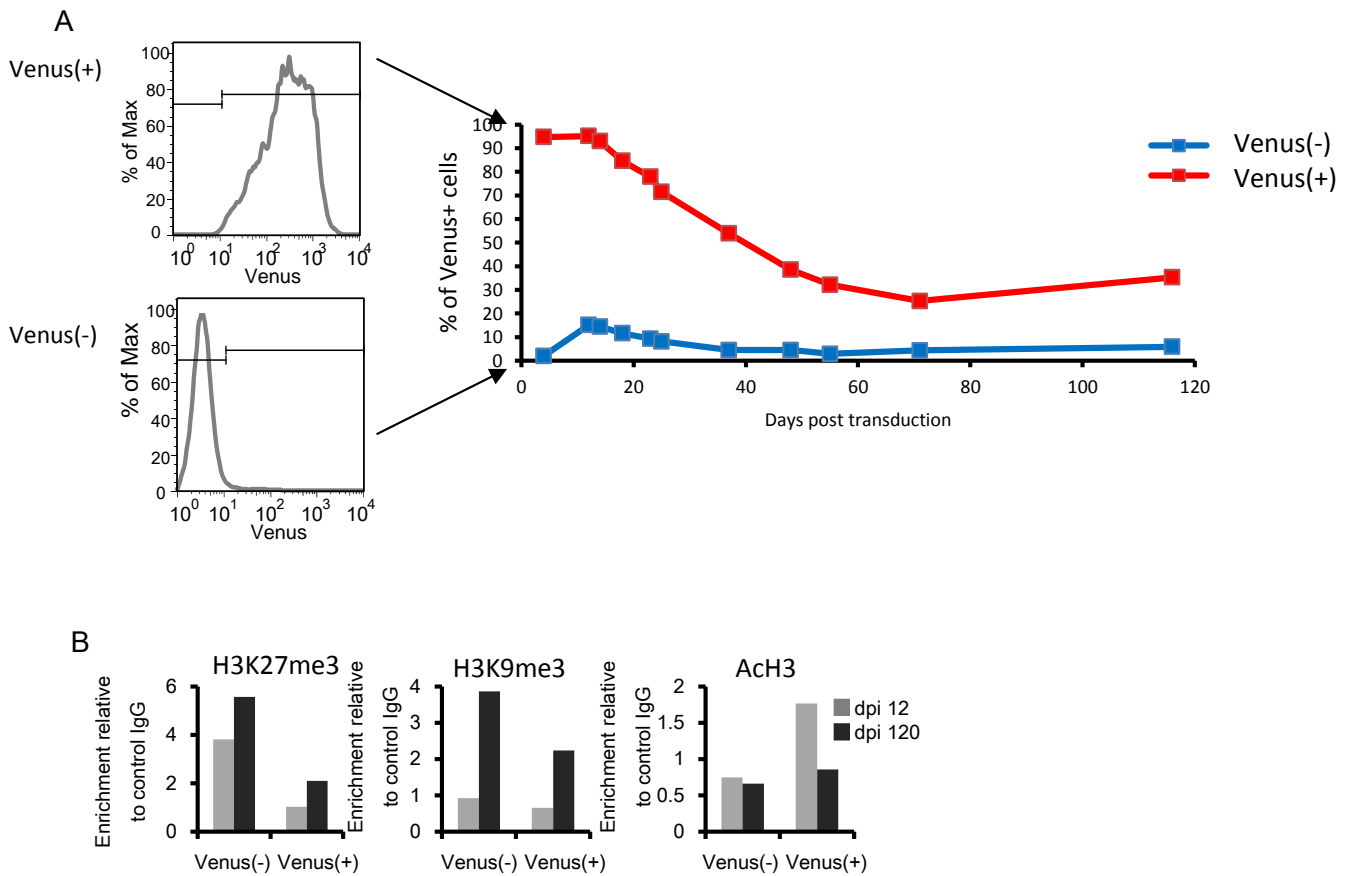 A
Venus(+)
% of Max
100
80
60
40
20
0
10^0 10^1 10^2 10^3 10^4
Venus
Venus(-)
% of Max
100
80
60
40
20
0
10^0 10^1 10^2 10^3 10^4
Venus
% of Venus+ cells
100
90
80
70
60
50
40
30
20
10
0
0 20 40 60 80 100 120
Days post transduction
Venus(-)
Venus(+)
B
H3K27me3
Enrichment relative
to control IgG
6
4
2
0
Venus(-) Venus(+)
H3K9me3
Enrichment relative
to control IgG
4
3
2
1
0
Venus(-) Venus(+)
AcH3
Enrichment relative
to control IgG
2
1.5
1
0.5
0
Venus(-) Venus(+)
dpi 12
dpi 120